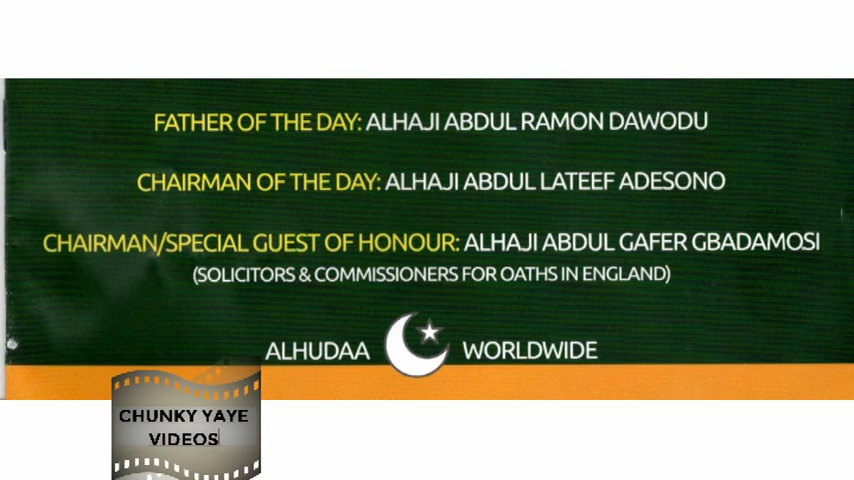 FATHER OF THE DAY: ALHAJI ABDUL RAMON DAWODU
CHAIRMAN OF THE DAY: ALHAJI ABDUL LATEEF ADESONO
CHAIRMAN/SPECIAL GUEST OF HONOUR: ALHAJI ABDUL GAFER GBADAMOSI
(SOLICITORS & COMMISSIONERS FOR OATHS IN ENGLAND)
ALHUDAA WORLDWIDE
CHUNKY YAYE
VIDEOS